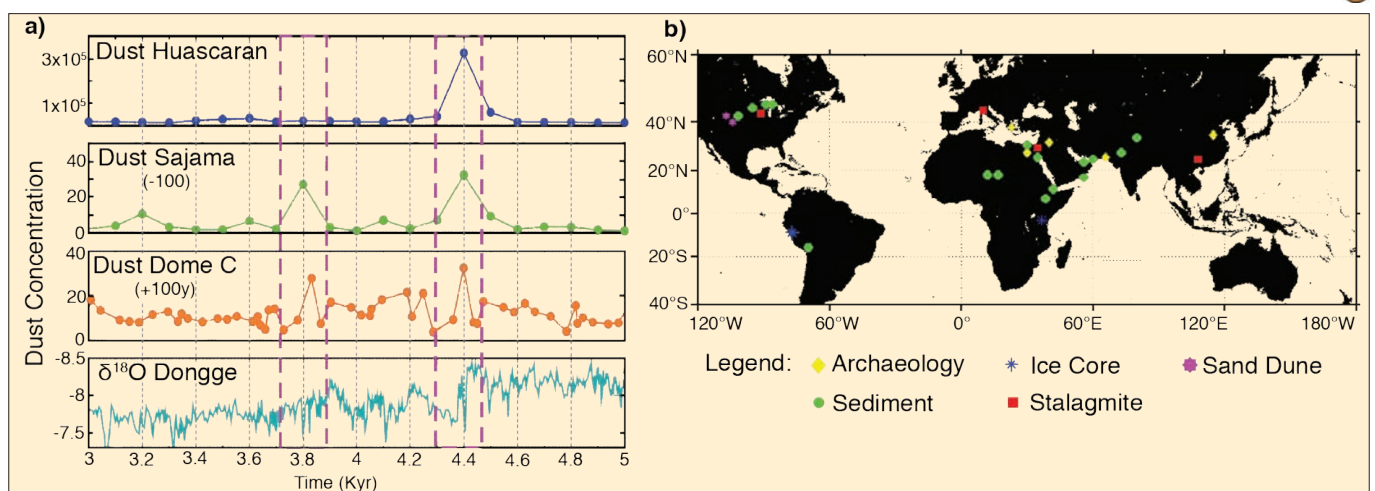 a)
Dust Concentration
Dust Huascaran
3x10⁵
1x10⁵
Dust Sajama
(-100)
40
20
0
Dust Dome C
(+100y)
40
20
0
δ¹⁸O Dongge
-8.5
-8
-7.5
3 3.2 3.4 3.6 3.8 4 4.2 4.4 4.6 4.8 5
Time (Kyr)
b)
60°N
40°N
20°N
0°
20°S
40°S
120°W 60°W 0° 60°E 120°E 180°W
Legend: Archaeology Ice Core Sand Dune
Sediment Stalagmite